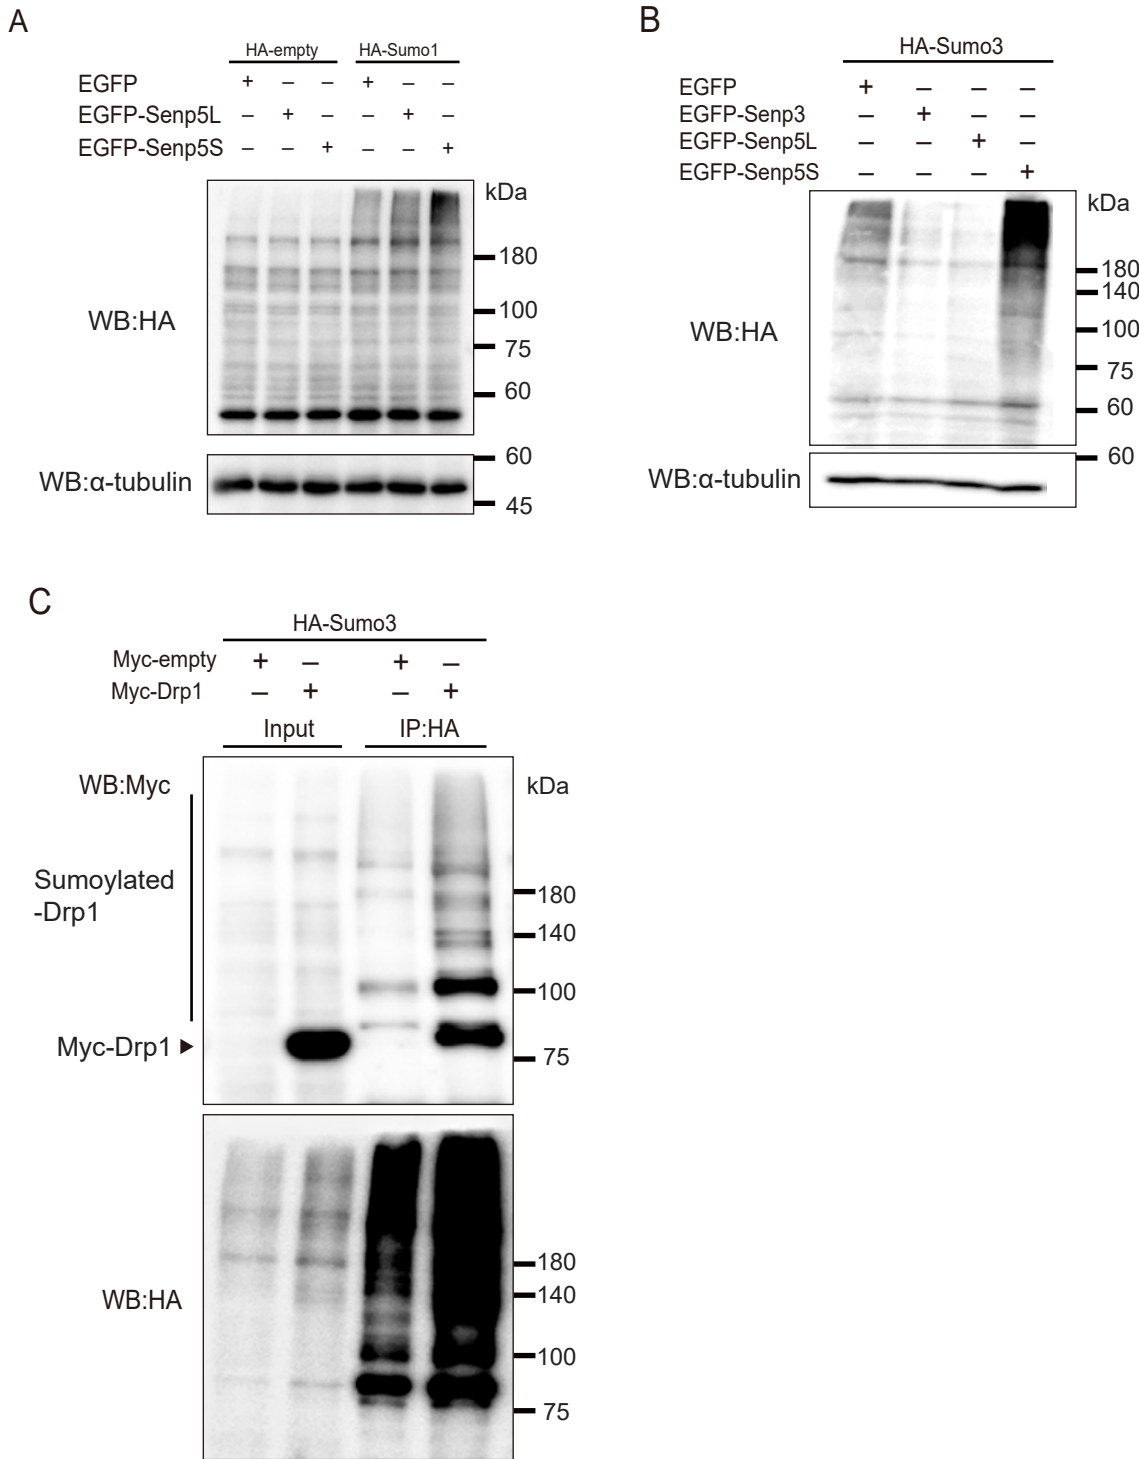 A
HA-empty HA-Sumo1
EGFP + – – + – –
EGFP-Senp5L – + – – + –
EGFP-Senp5S – – + – – +
kDa
WB:HA
180
100
75
60
WB:α-tubulin
60
45
B
HA-Sumo3
EGFP + – – –
EGFP-Senp3 – + – –
EGFP-Senp5L – – + –
EGFP-Senp5S – – – +
kDa
WB:HA
180
140
100
75
60
WB:α-tubulin
60
C
HA-Sumo3
Myc-empty + – + –
Myc-Drp1 – + – +
Input IP:HA
WB:Myc
kDa
Sumoylated
-Drp1
180
140
100
Myc-Drp1
75
WB:HA
180
140
100
75